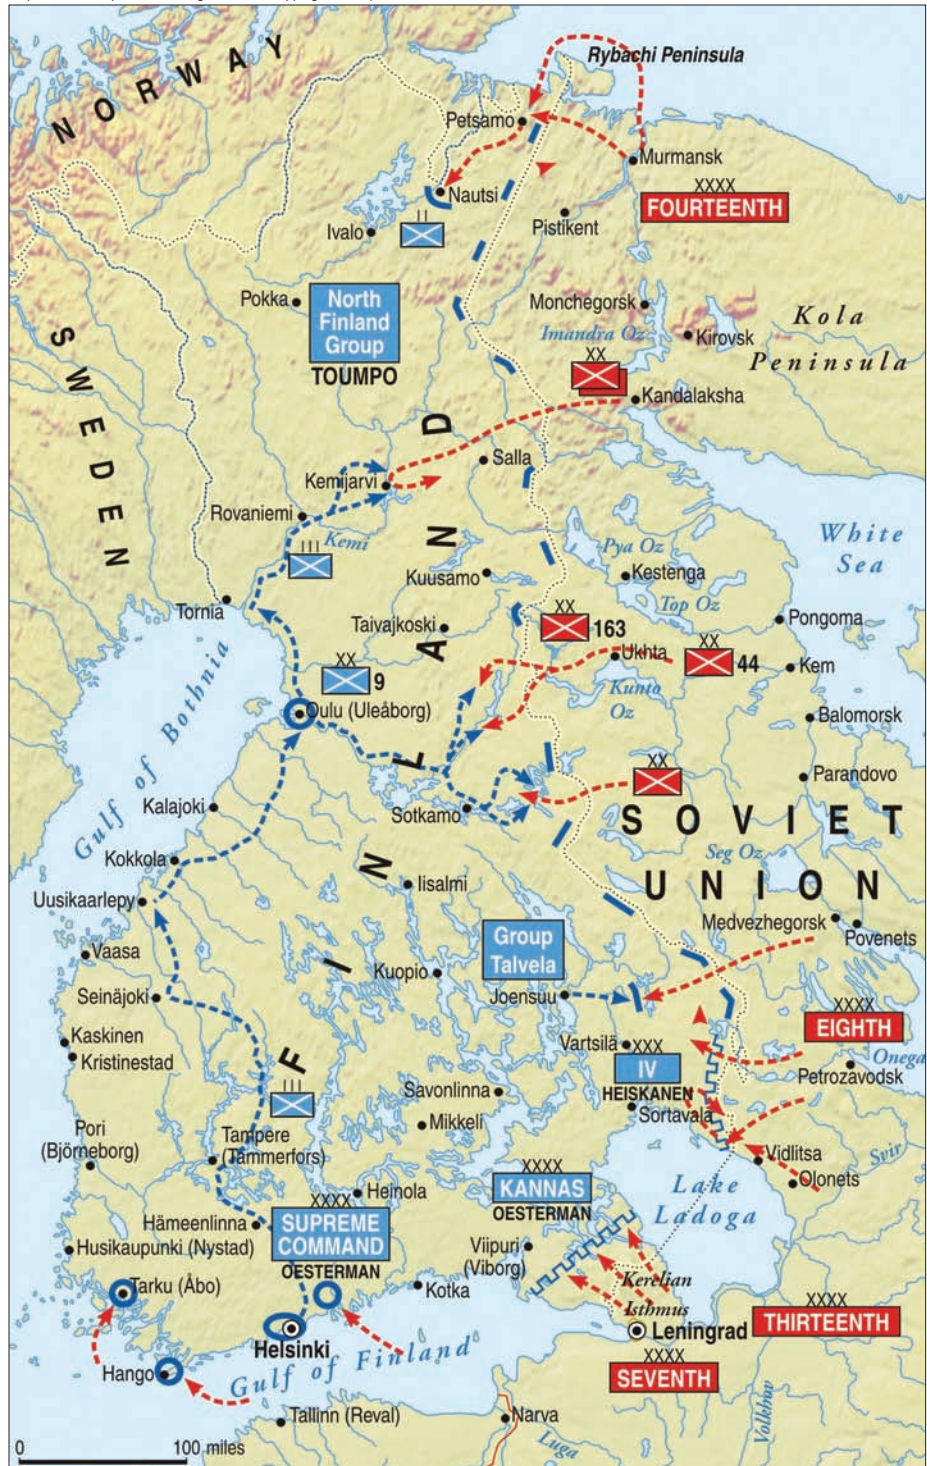 Rybachi Peninsula
NORWAY
Petsamo
Murmansk
XXXX
FOURTEENTH
Nautsi
II
Pistikent
Ivalo
Pokka
North
Finland
Group
TOUMPO
Monchegorsk
Imandra Oz
Kirovsk
Kola
Peninsula
XX
Kandalaksha
SWEDEN
FINLAND
Salla
Kemijarvi
Rovaniemi
III
Kemi
White
Sea
Pya Oz
Kestenga
Kuusamo
Top Oz
Tornia
Taivajkoski
XX
163
Pongoma
Ukhta
XX
44
Kem
XX
9
Kunto
Oz
Oulu (Uleåborg)
Balomorsk
Gulf of Bothnia
XX
Parandovo
Kalajoki
Sotkamo
SOVIET
UNION
Seg Oz
Kokkola
Iisalmi
Uusikaarlepy
Medvezhegorsk
Povenets
Group
Talvela
Vaasa
Kuopio
Seinäjoki
Joensuu
XXXX
EIGHTH
Kaskinen
Kristinestad
Vartsilä
XXX
IV
HEISKANEN
Onega
Petrozavodsk
III
Savonlinna
Sortavala
Mikkeli
Pori
(Björneborg)
Tampere
(Tammerfors)
Vidlitsa
Svir
Olonets
XXXX
KANNAS
OESTERMAN
Lake
Ladoga
Heinola
XXXX
SUPREME
COMMAND
OESTERMAN
Hämeenlinna
Husikaupunki (Nystad)
Viipuri
(Viborg)
Tarku (Åbo)
Kotka
Kerelian
Isthmus
XXXX
THIRTEENTH
Leningrad
Helsinki
XXXX
SEVENTH
Hango
Gulf of Finland
Tallinn (Reval)
Narva
Luga
Volkhav
0
100 miles